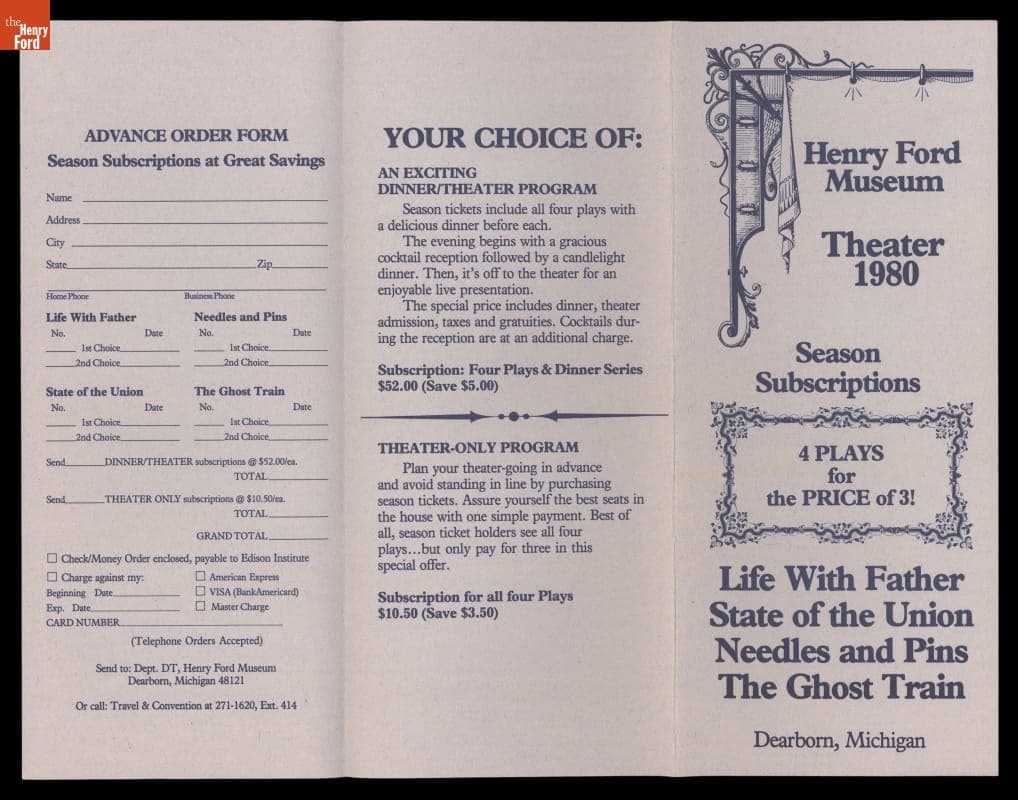 the
Henry
Ford
ADVANCE ORDER FORM
Season Subscriptions at Great Savings
Name
Address
City
State Zip
Home Phone Business Phone
Life With Father Needles and Pins
No. Date No. Date
1st Choice 1st Choice
2nd Choice 2nd Choice
State of the Union The Ghost Train
No. Date No. Date
1st Choice 1st Choice
2nd Choice 2nd Choice
Send DINNER/THEATER subscriptions @ $52.00/ea.
TOTAL
Send THEATER ONLY subscriptions @ $10.50/ea.
TOTAL
GRAND TOTAL
Check/Money Order enclosed, payable to Edison Institute
Charge against my: American Express
Beginning Date VISA (BankAmericard)
Exp. Date Master Charge
CARD NUMBER
(Telephone Orders Accepted)
Send to: Dept. DT, Henry Ford Museum
Dearborn, Michigan 48121
Or call: Travel & Convention at 271-1620, Ext. 414
YOUR CHOICE OF:
AN EXCITING
DINNER/THEATER PROGRAM
Season tickets include all four plays with
a delicious dinner before each.
The evening begins with a gracious
cocktail reception followed by a candlelight
dinner. Then, it's off to the theater for an
enjoyable live presentation.
The special price includes dinner, theater
admission, taxes and gratuities. Cocktails dur-
ing the reception are at an additional charge.
Subscription: Four Plays & Dinner Series
$52.00 (Save $5.00)
THEATER-ONLY PROGRAM
Plan your theater-going in advance
and avoid standing in line by purchasing
season tickets. Assure yourself the best seats in
the house with one simple payment. Best of
all, season ticket holders see all four
plays...but only pay for three in this
special offer.
Subscription for all four Plays
$10.50 (Save $3.50)
Henry Ford
Museum
Theater
1980
Season
Subscriptions
4 PLAYS
for
the PRICE of 3!
Life With Father
State of the Union
Needles and Pins
The Ghost Train
Dearborn, Michigan